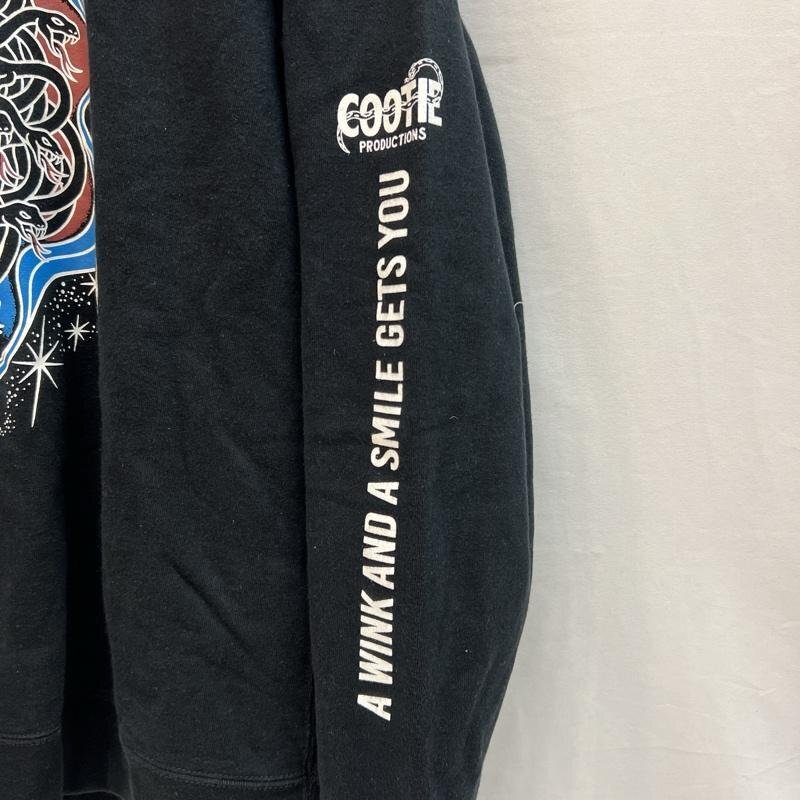 COOTIE
PRODUCTIONS
A WINK AND A SMILE GETS YOU